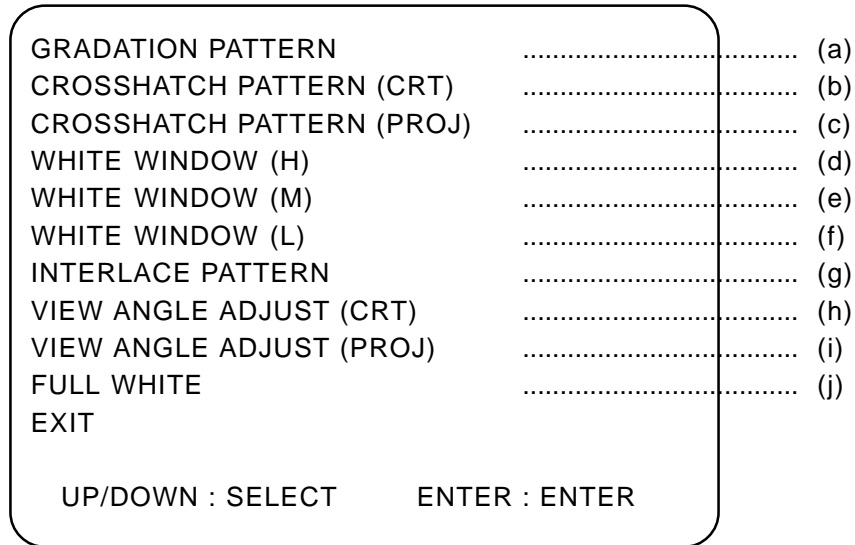 GRADATION PATTERN .................................... (a)
CROSSHATCH PATTERN (CRT) .................................... (b)
CROSSHATCH PATTERN (PROJ) .................................... (c)
WHITE WINDOW (H) .................................... (d)
WHITE WINDOW (M) .................................... (e)
WHITE WINDOW (L) .................................... (f)
INTERLACE PATTERN .................................... (g)
VIEW ANGLE ADJUST (CRT) .................................... (h)
VIEW ANGLE ADJUST (PROJ) .................................... (i)
FULL WHITE .................................... (j)
EXIT
UP/DOWN : SELECT ENTER : ENTER